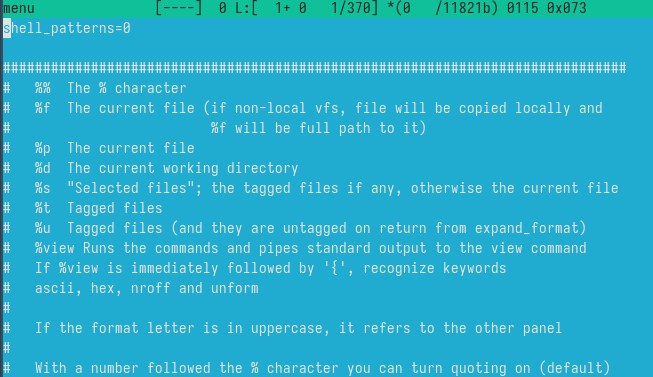 menu [----] 0 L:[ 1+ 0 1/370] *(0 /11821b) 0115 0x073
shell_patterns=0
##############################################################################
# %% The % character
# %f The current file (if non-local vfs, file will be copied locally and
# %f will be full path to it)
# %p The current file
# %d The current working directory
# %s "Selected files"; the tagged files if any, otherwise the current file
# %t Tagged files
# %u Tagged files (and they are untagged on return from expand_format)
# %view Runs the commands and pipes standard output to the view command
# If %view is immediately followed by '{', recognize keywords
# ascii, hex, nroff and unform
#
# If the format letter is in uppercase, it refers to the other panel
#
# With a number followed the % character you can turn quoting on (default)